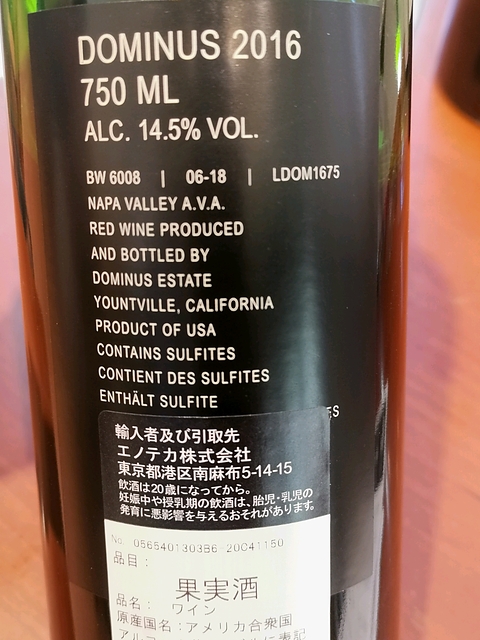 DOMINUS 2016
750 ML
ALC. 14.5% VOL.
BW 6008 | 06-18 | LDOM1675
NAPA VALLEY A.V.A.
RED WINE PRODUCED
AND BOTTLED BY
DOMINUS ESTATE
YOUNTVILLE, CALIFORNIA
PRODUCT OF USA
CONTAINS SULFITES
CONTIENT DES SULFITES
ENTHÄLT SULFITE
輸入者及び引取先
エノテカ株式会社
東京都港区南麻布5-14-15
飲酒は20歳になってから。
妊娠中や授乳期の飲酒は、胎児・乳児の
発育に悪影響を与えるおそれがあります。
No 0565401303B6-20C41150
品目：
果実酒
品名： ワイン
原産国名：アメリカ合衆国